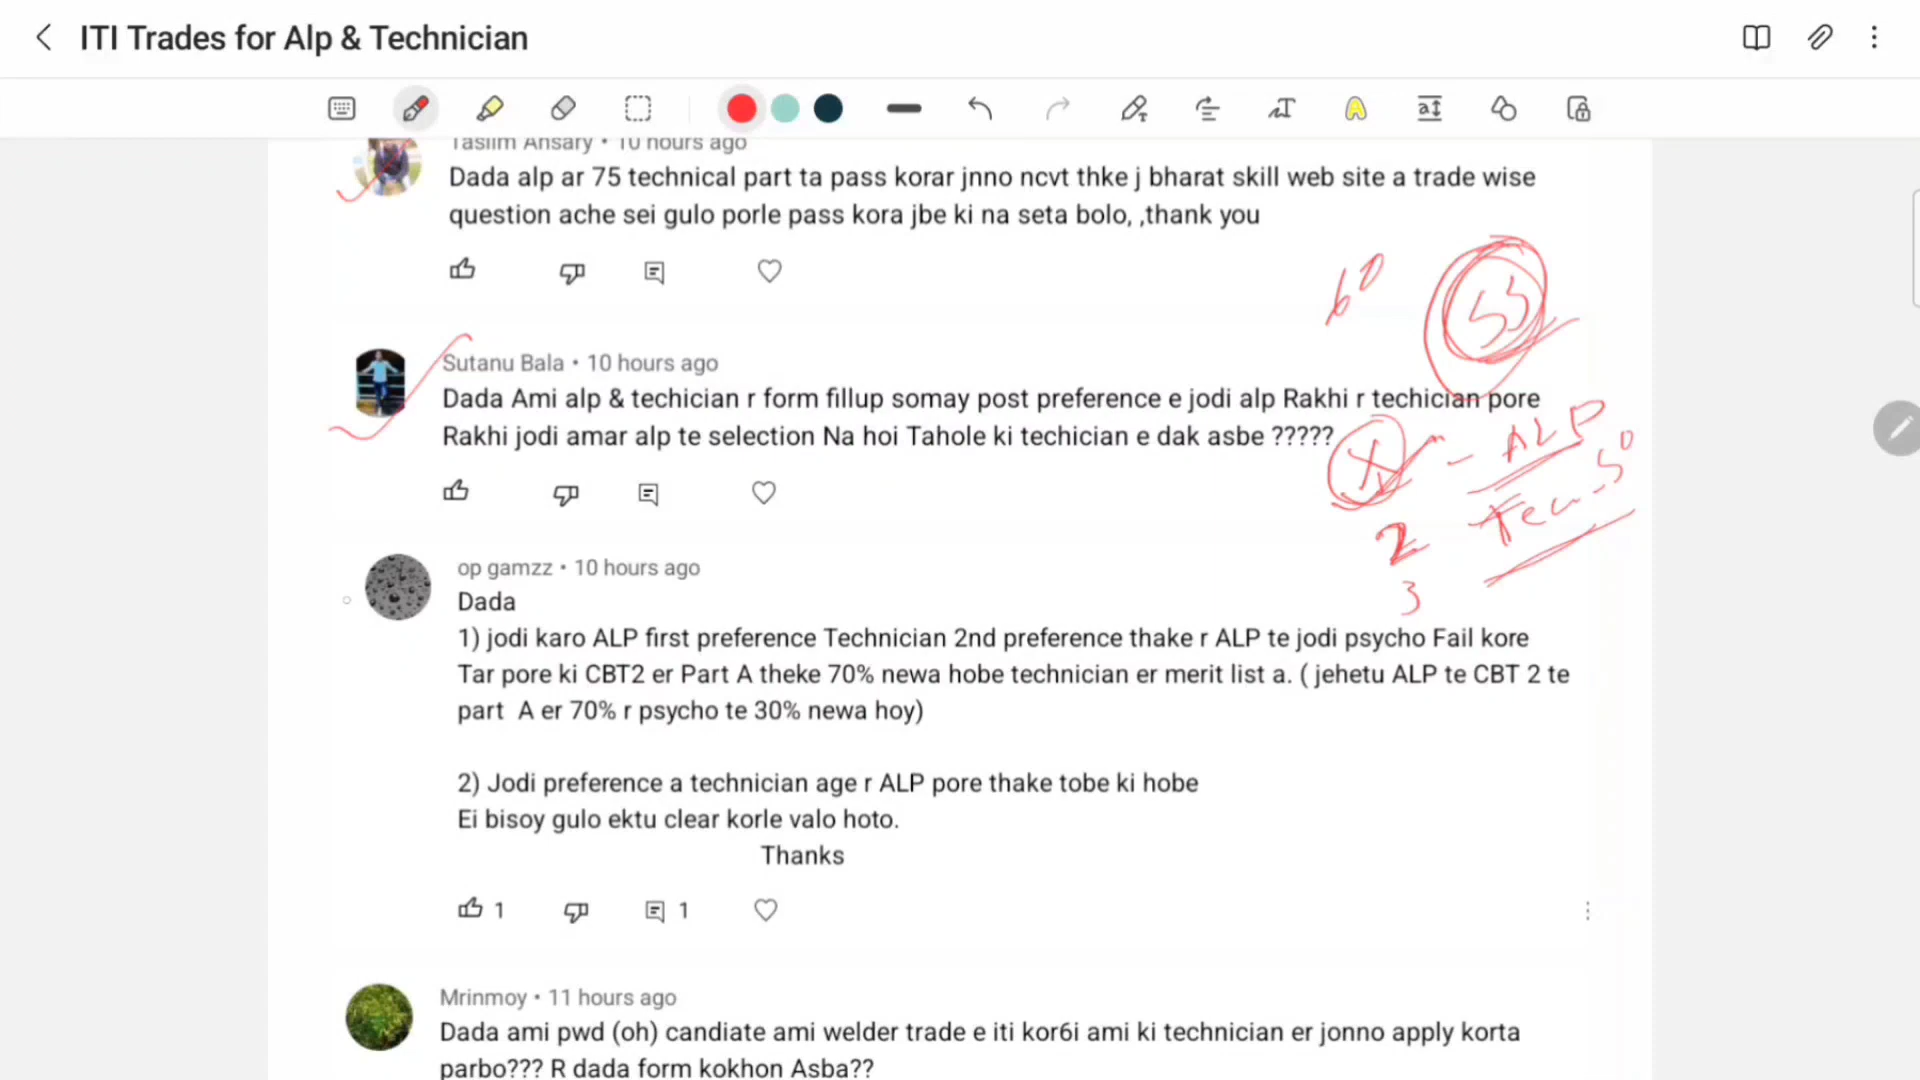 ITI Trades for Alp & Technician
Taslim Ansary • 10 hours ago
Dada alp ar 75 technical part ta pass korar jnno ncvt thke j bharat skill web site a trade wise
question ache sei gulo porle pass kora jbe ki na seta bolo, ,thank you
60
55
Sutanu Bala • 10 hours ago
Dada Ami alp & techician r form fillup somay post preference e jodi alp Rakhi r techician pore
Rakhi jodi amar alp te selection Na hoi Tahole ki techician e dak asbe ?????
- ALP
Tec
50
2
3
op gamzz • 10 hours ago
Dada
1) jodi karo ALP first preference Technician 2nd preference thake r ALP te jodi psycho Fail kore
Tar pore ki CBT2 er Part A theke 70% newa hobe technician er merit list a. ( jehetu ALP te CBT 2 te
part A er 70% r psycho te 30% newa hoy)
2) Jodi preference a technician age r ALP pore thake tobe ki hobe
Ei bisoy gulo ektu clear korle valo hoto.
Thanks
1
1
Mrinmoy • 11 hours ago
Dada ami pwd (oh) candiate ami welder trade e iti kor6i ami ki technician er jonno apply korta
parbo??? R dada form kokhon Asba??